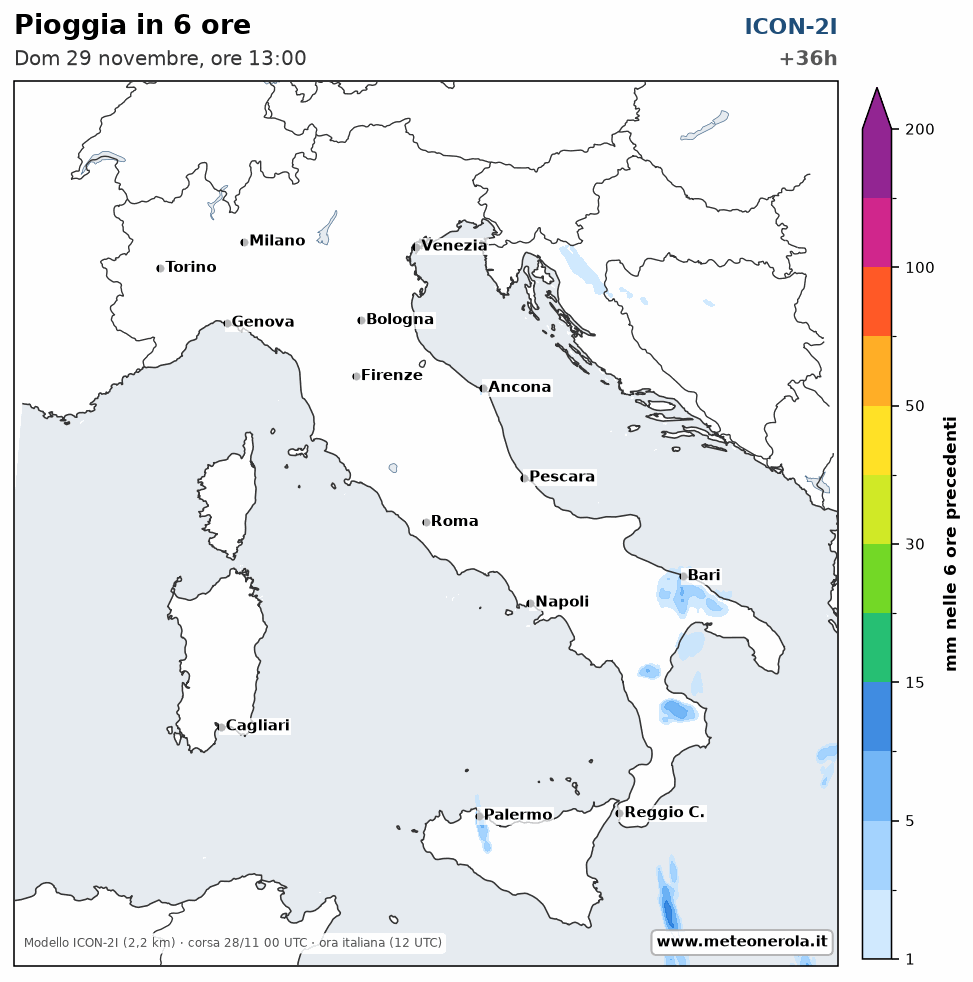 Pioggia in 6 ore
ICON-2I
Dom 29 novembre, ore 13:00
+36h
200
100
50
30
15
5
1
mm nelle 6 ore precedenti
Milano
Venezia
Torino
Genova
Bologna
Firenze
Ancona
Pescara
Roma
Bari
Napoli
Cagliari
Palermo
Reggio C.
Modello ICON-2I (2,2 km) · corsa 28/11 00 UTC · ora italiana (12 UTC)
www.meteonerola.it